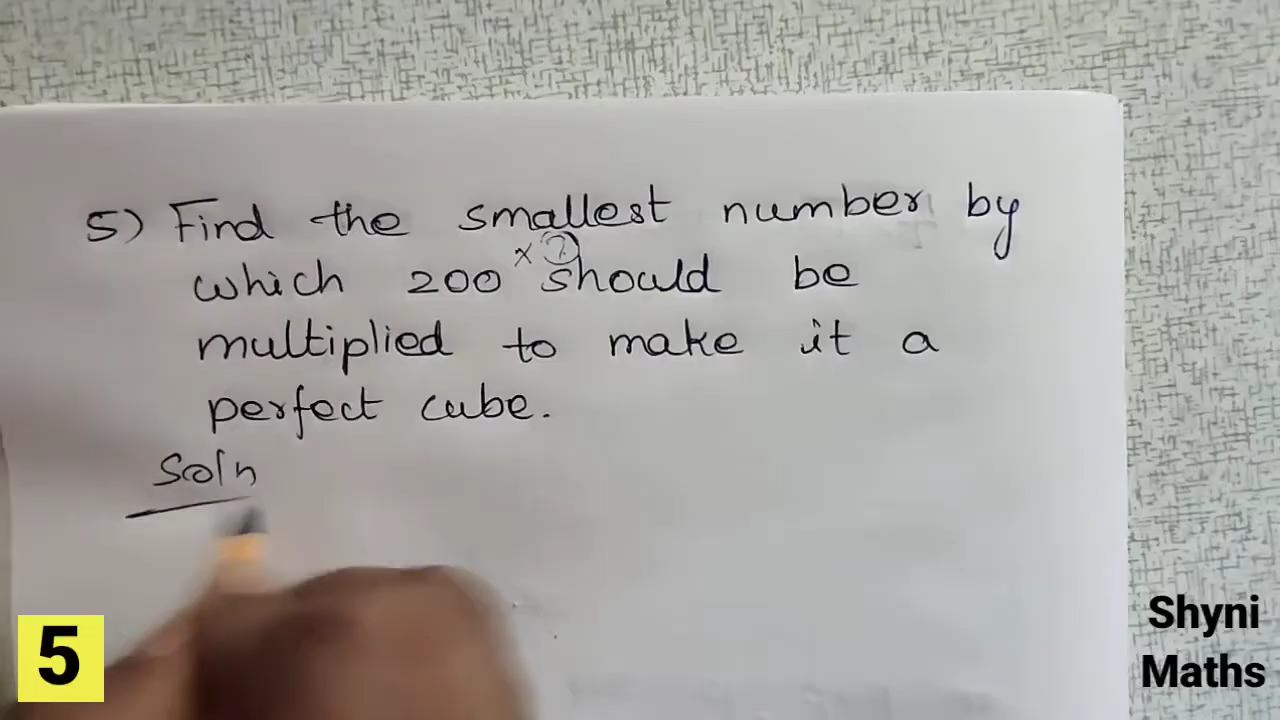 5) Find the smallest number by
× ?
which 200 should be
multiplied to make it a
perfect cube.
Soln
5
Shyni
Maths